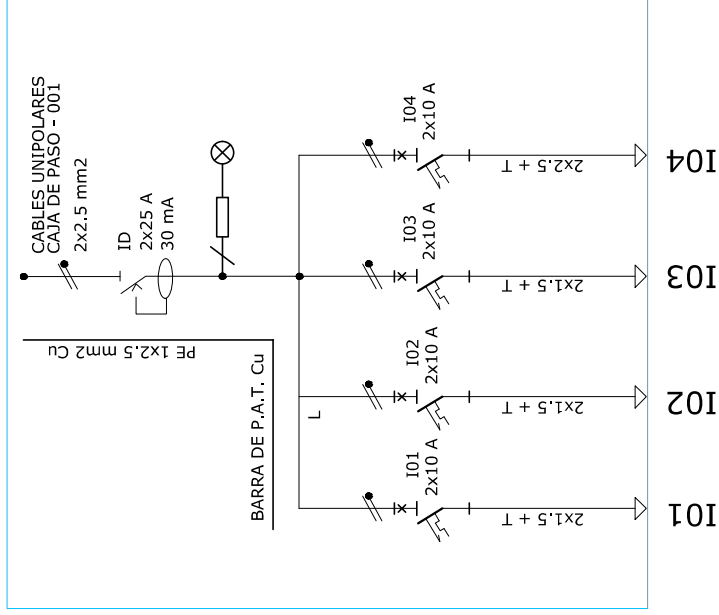 CABLES UNIPOLARES
CAJA DE PASO - 001
2x2.5 mm2
ID
2x25 A
30 mA
PE 1x2.5 mm2 Cu
BARRA DE P.A.T. Cu
L
I04
2x10 A
2x2.5 + T
I04
I03
2x10 A
2x1.5 + T
I03
I02
2x10 A
2x1.5 + T
I02
I01
2x10 A
2x1.5 + T
I01